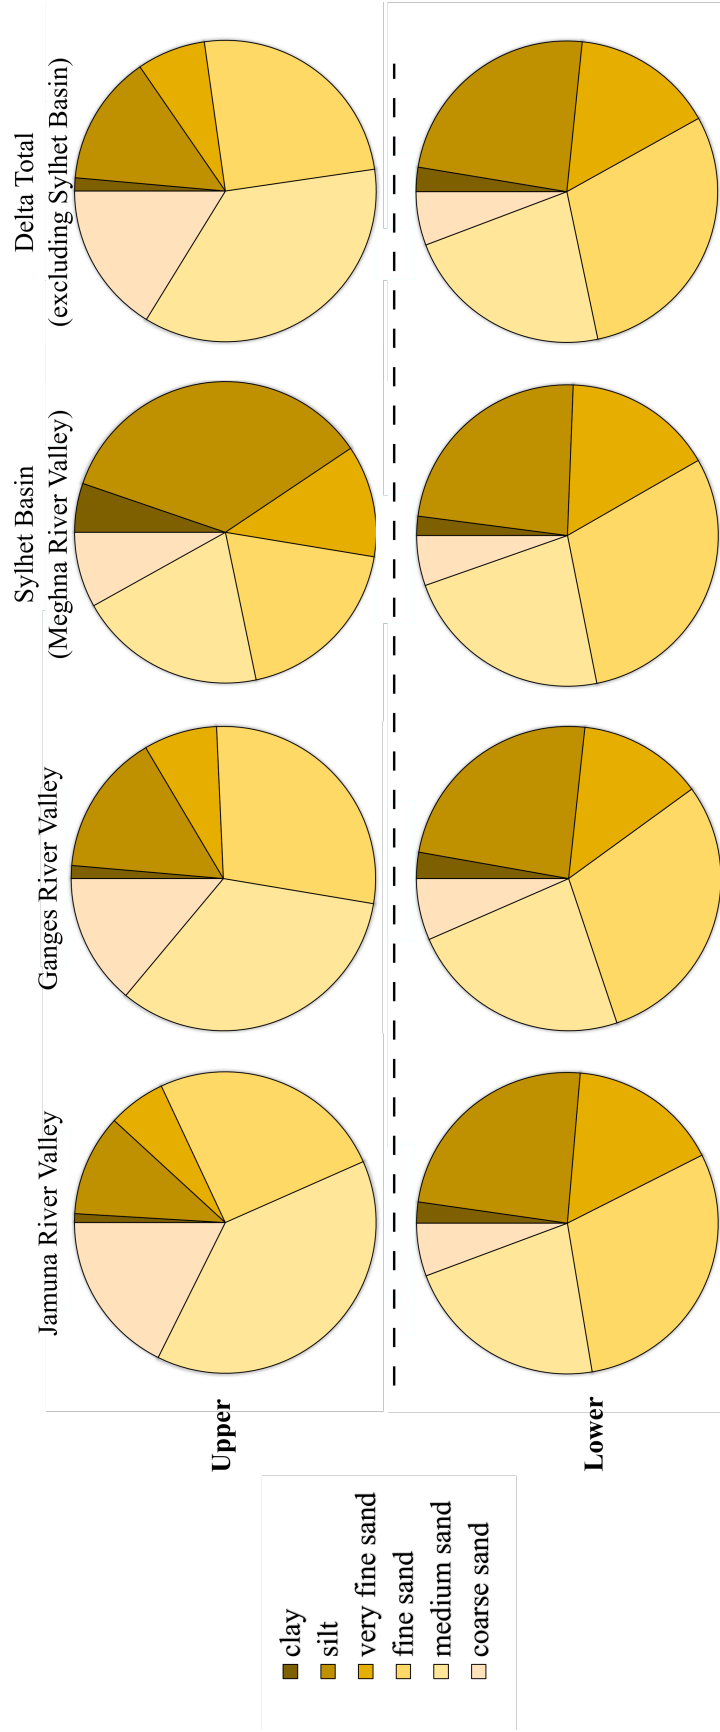 Jamuna River Valley
Ganges River Valley
Sylhet Basin
(Meghna River Valley)
Delta Total
(excluding Sylhet Basin)
Upper
Lower
clay
silt
very fine sand
fine sand
medium sand
coarse sand